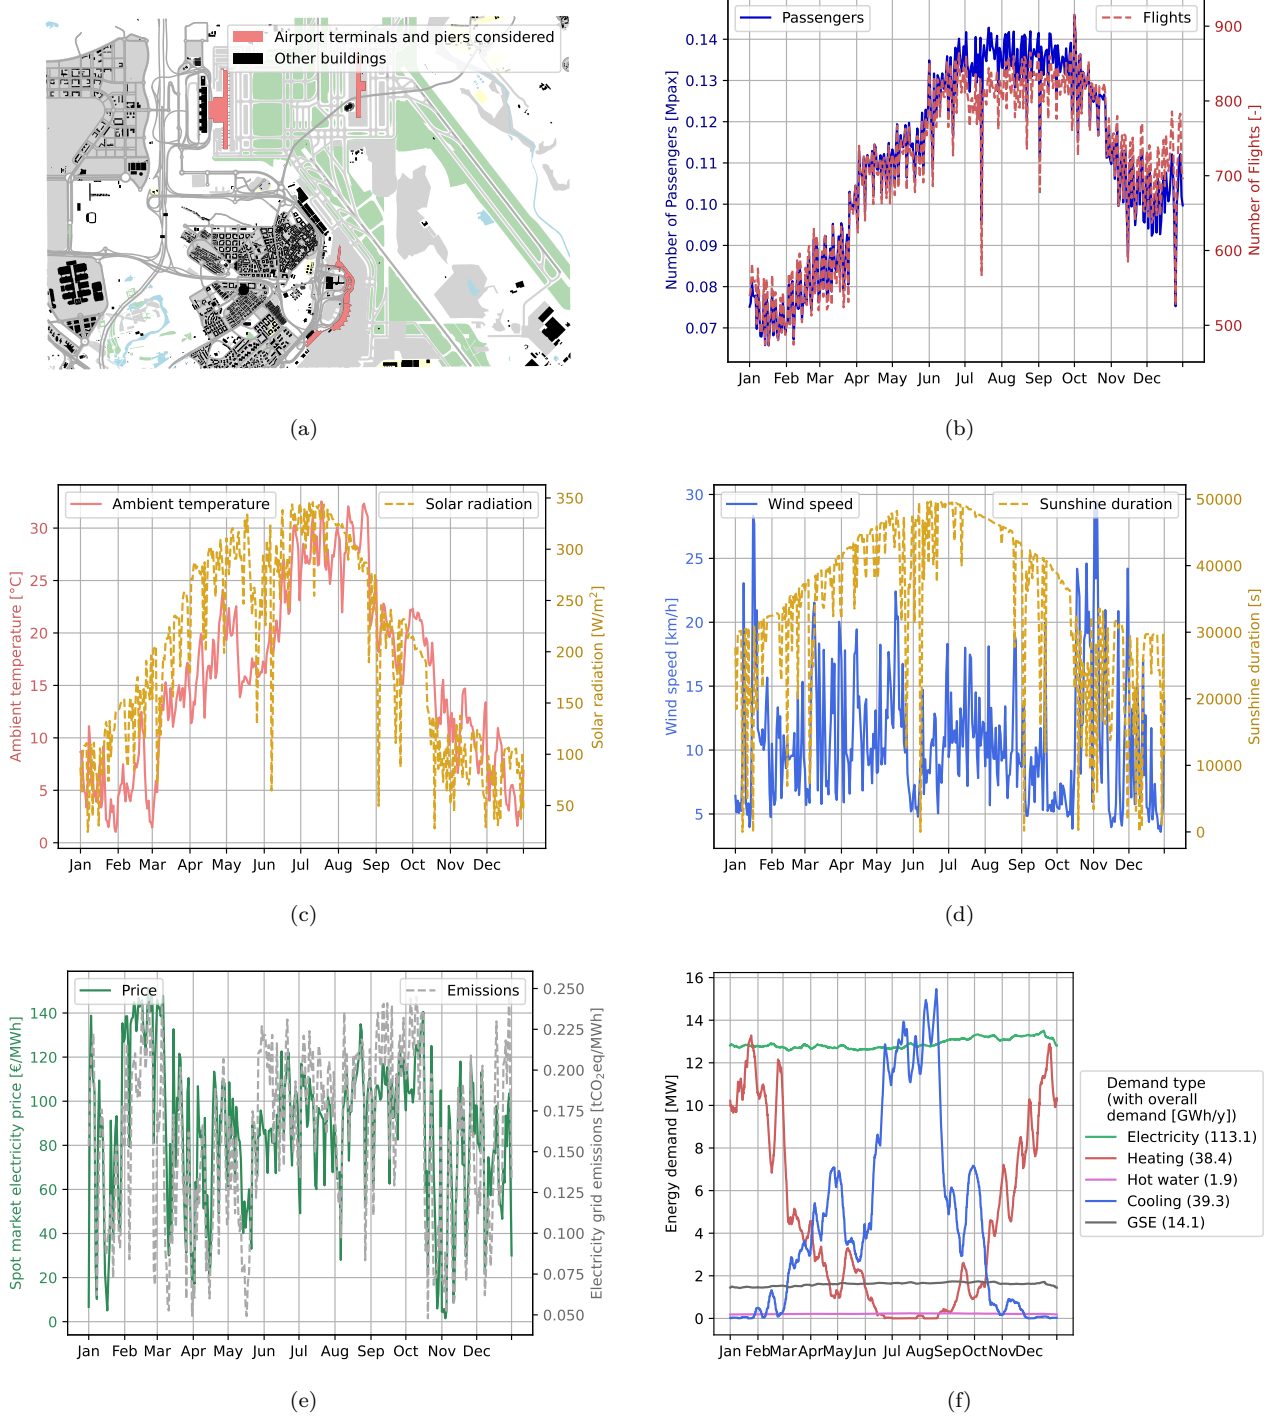 Airport terminals and piers considered
Other buildings
(a)
Passengers
Flights
Number of Passengers [Mpax]
0.14
0.13
0.12
0.11
0.10
0.09
0.08
0.07
Number of Flights [-]
900
800
700
600
500
Jan Feb Mar Apr May Jun Jul Aug Sep Oct Nov Dec
(b)
Ambient temperature
Solar radiation
Ambient temperature [°C]
30
25
20
15
10
5
0
Solar radiation [W/m²]
350
300
250
200
150
100
50
Jan Feb Mar Apr May Jun Jul Aug Sep Oct Nov Dec
(c)
Wind speed
Sunshine duration
Wind speed [km/h]
30
25
20
15
10
5
Sunshine duration [s]
50000
40000
30000
20000
10000
0
Jan Feb Mar Apr May Jun Jul Aug Sep Oct Nov Dec
(d)
Price
Emissions
Spot market electricity price [€/MWh]
140
120
100
80
60
40
20
0
Electricity grid emissions [tCO₂eq/MWh]
0.250
0.225
0.200
0.175
0.150
0.125
0.100
0.075
0.050
Jan Feb Mar Apr May Jun Jul Aug Sep Oct Nov Dec
(e)
Energy demand [MW]
16
14
12
10
8
6
4
2
0
Jan Feb Mar Apr May Jun Jul Aug Sep Oct Nov Dec
Demand type
(with overall
demand [GWh/y])
Electricity (113.1)
Heating (38.4)
Hot water (1.9)
Cooling (39.3)
GSE (14.1)
(f)